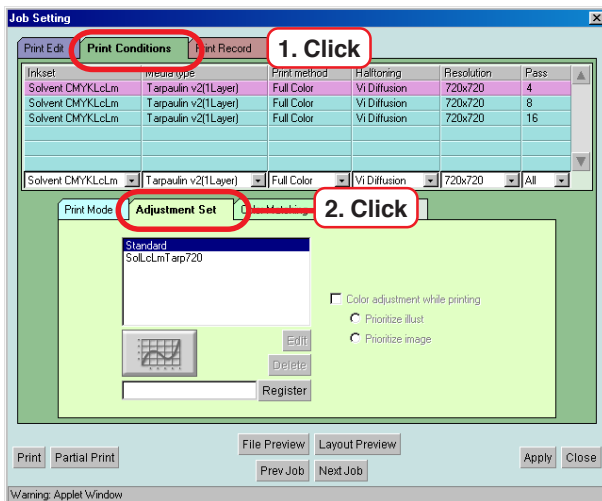 Job Setting
Print Edit Print Conditions Print Record 1. Click
Inkset Media type Print method Halftoning Resolution Pass
Solvent CMYKLcLm Tarpaulin v2(1Layer) Full Color Vi Diffusion 720x720 4
Solvent CMYKLcLm Tarpaulin v2(1Layer) Full Color Vi Diffusion 720x720 8
Solvent CMYKLcLm Tarpaulin v2(1Layer) Full Color Vi Diffusion 720x720 16
Solvent CMYKLcLm Tarpaulin v2(1Layer) Full Color Vi Diffusion 720x720 All
Print Mode Adjustment Set Color Matching 2. Click
Standard
SolLcLmTarp720
Color adjustment while printing
Prioritize illust
Edit Prioritize image
Delete
Register
File Preview Layout Preview
Print Partial Print Apply Close
Prev Job Next Job
Warning: Applet Window